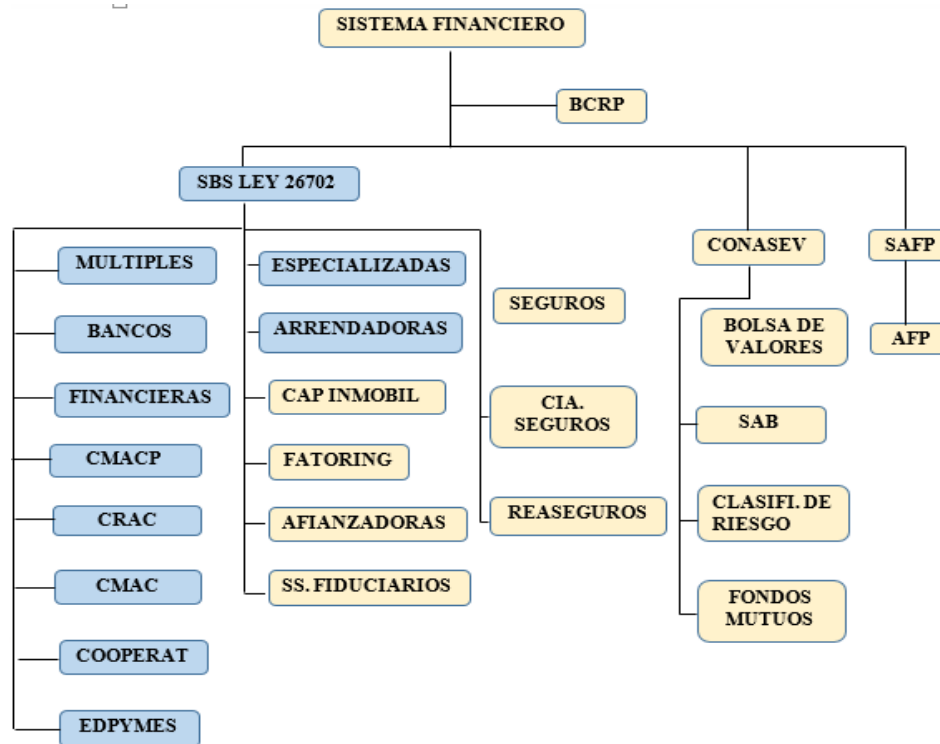 SISTEMA FINANCIERO
BCRP
SBS LEY 26702
CONASEV
SAFP
MULTIPLES
BANCOS
FINANCIERAS
CMACP
CRAC
CMAC
COOPERAT
EDPYMES
ESPECIALIZADAS
ARRENDADORAS
CAP INMOBIL
FATORING
AFIANZADORAS
SS. FIDUCIARIOS
SEGUROS
CIA.
SEGUROS
REASEGUROS
BOLSA DE
VALORES
SAB
CLASIFI. DE
RIESGO
FONDOS
MUTUOS
AFP